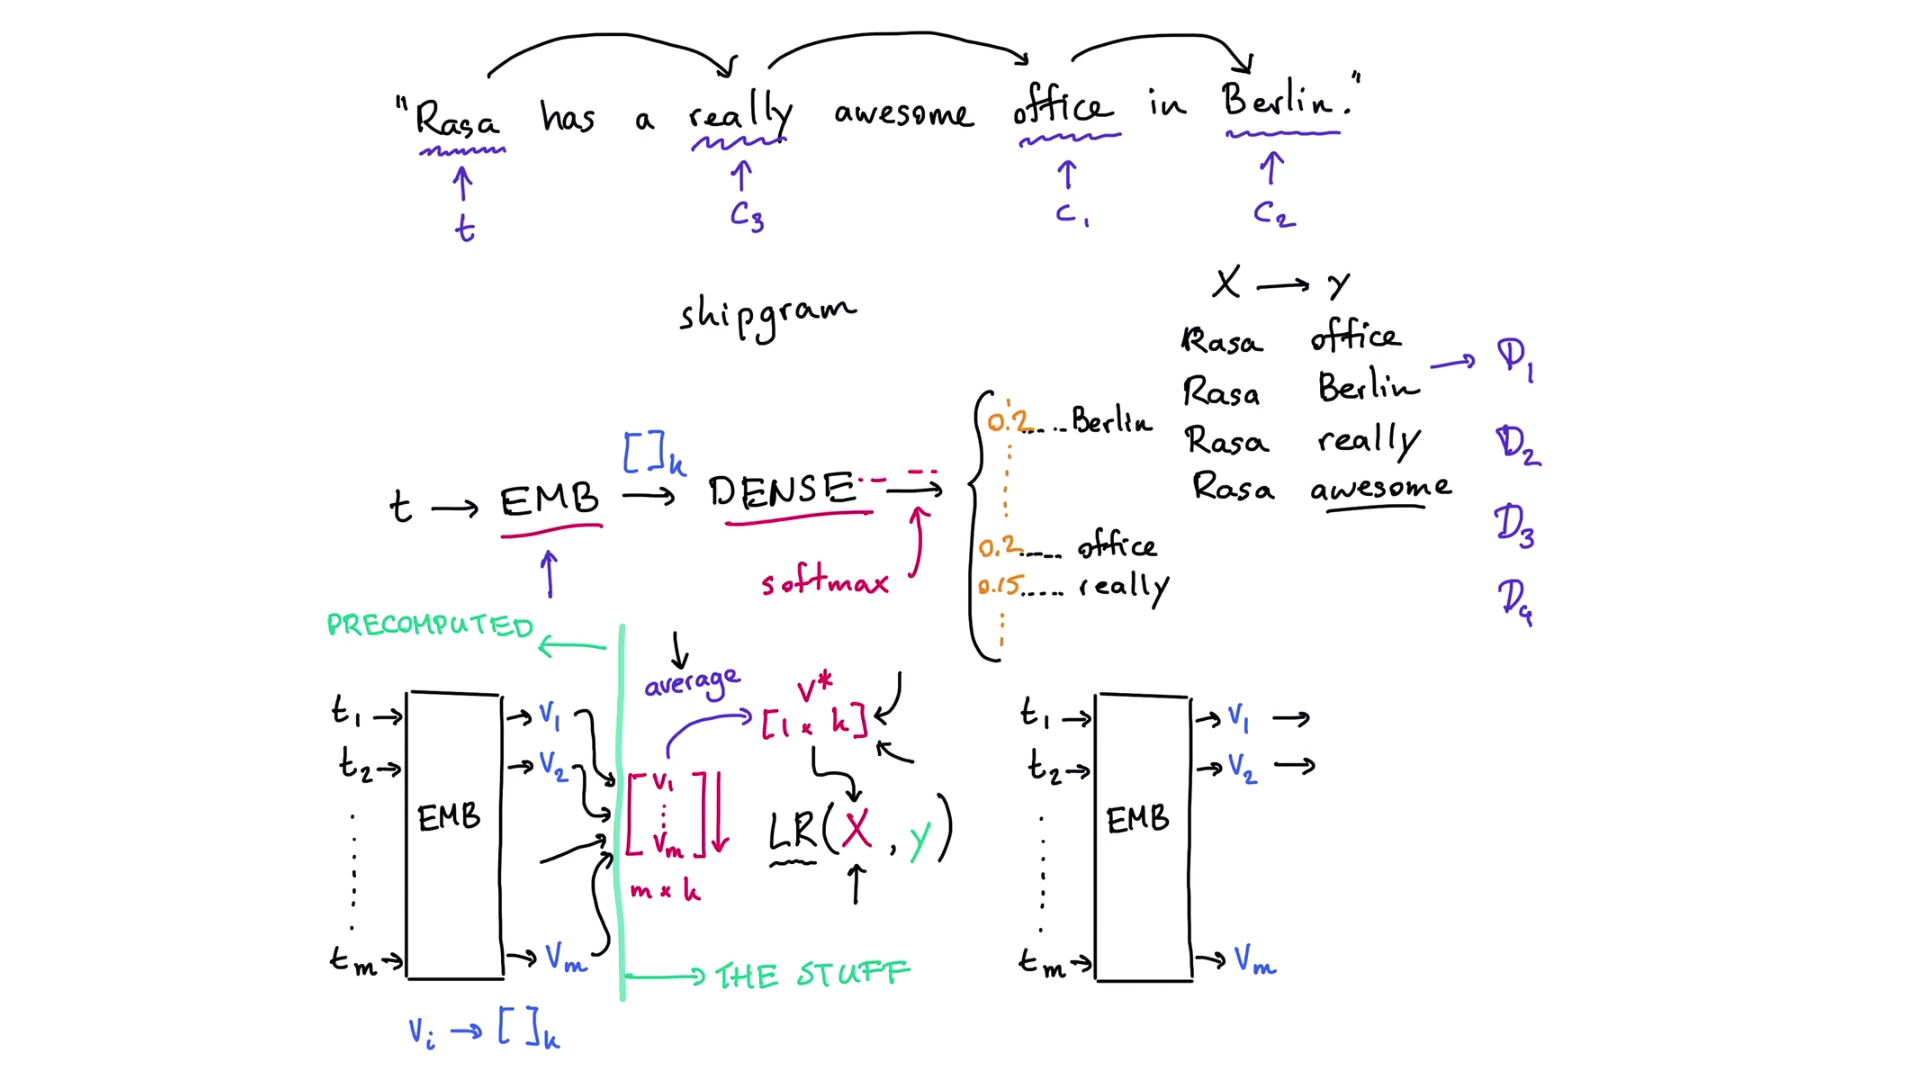 "Rasa has a really awesome office in Berlin."
t C3 C1 C2
X → y
shipgram
Rasa office
Rasa Berlin → D1
Rasa really D2
Rasa awesome D3
D4
t → EMB → [ ]k → DENSE →
softmax
0.2 Berlin
0.2 office
0.15 really
PRECOMPUTED ←
average
V*
[1 × k]
t1 → EMB → V1
t2 → V2
tm → Vm
[V1
Vm]
m × k
LR(X, y)
→ THE STUFF
Vi → [ ]k
t1 → EMB → V1 →
t2 → V2 →
tm → Vm